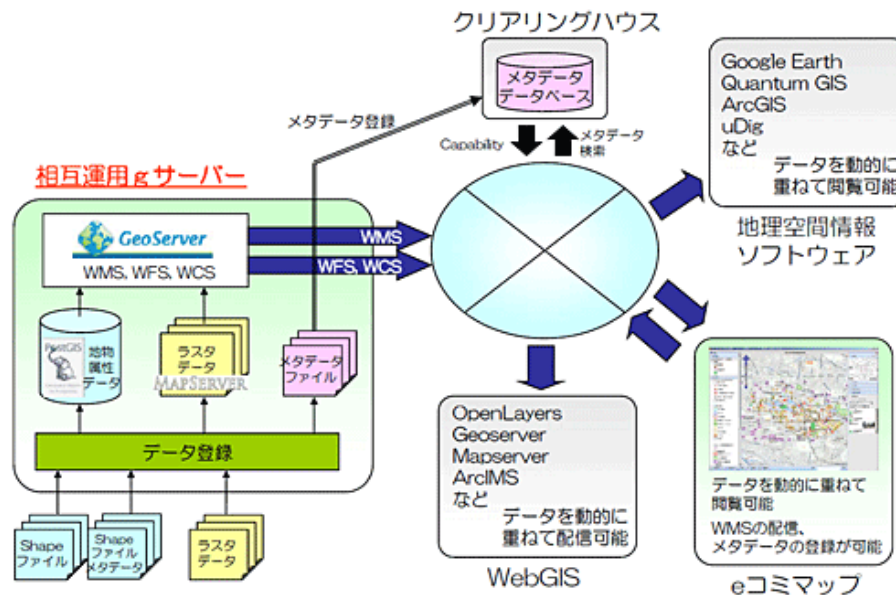 クリアリングハウス
メタデータ
データベース
メタデータ登録
Capability
メタデータ
検索
Google Earth
Quantum GIS
ArcGIS
uDig
など
データを動的に
重ねて閲覧可能
地理空間情報
ソフトウェア
相互運用gサーバー
GeoServer
WMS, WFS, WCS
WMS
WFS, WCS
PostGIS
地物
属性
データ
ラスタ
データ
MAPSERVER
メタデータ
ファイル
データ登録
Shape
ファイル
Shape
ファイル
メタデータ
ラスタ
データ
OpenLayers
Geoserver
Mapserver
ArcIMS
など
データを動的に
重ねて配信可能
WebGIS
データを動的に重ねて
閲覧可能
WMSの配信、
メタデータの登録が可能
eコミマップ